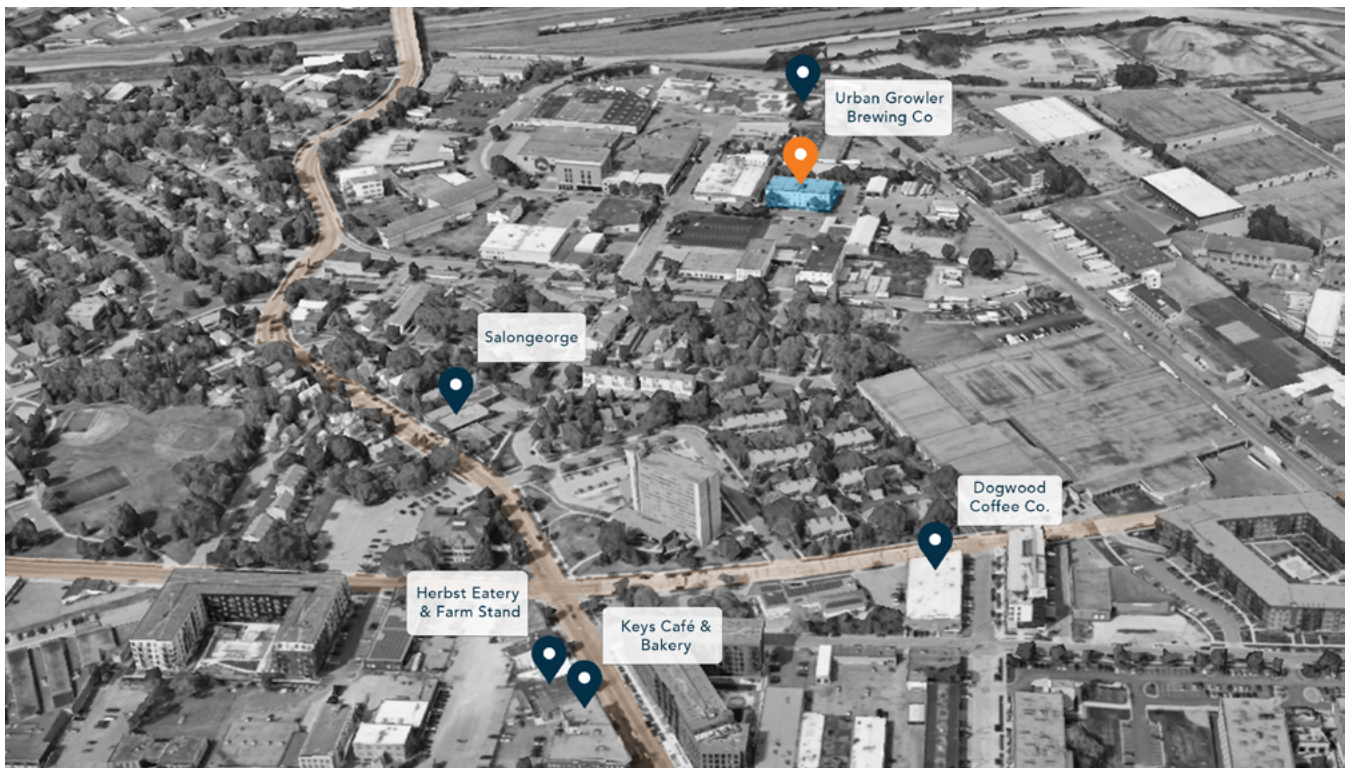 Urban Growler
Brewing Co
Salongeorge
Dogwood
Coffee Co.
Herbst Eatery
& Farm Stand
Keys Café &
Bakery